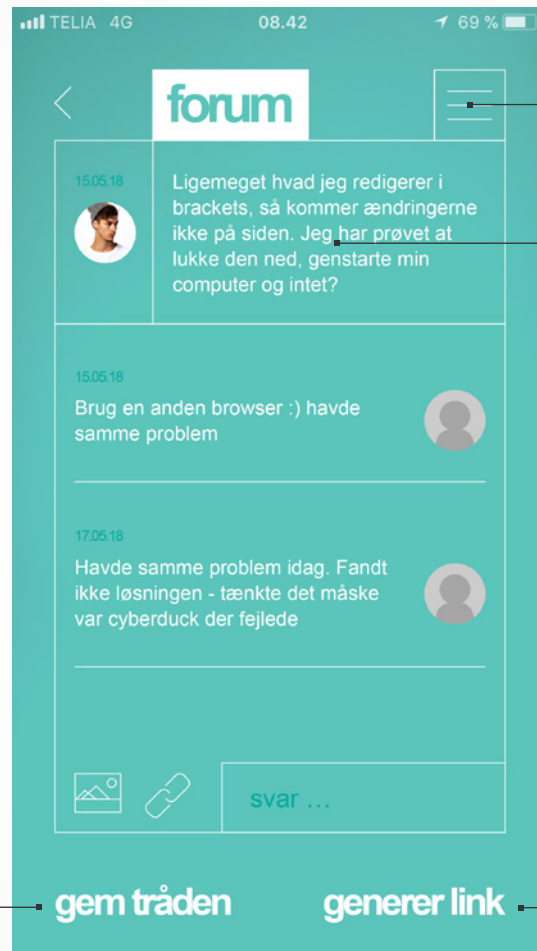 TELIA 4G 08.42 69 %
forum
15.05.18
Ligemeget hvad jeg redigerer i
brackets, så kommer ændringerne
ikke på siden. Jeg har prøvet at
lukke den ned, genstarte min
computer og intet?
15.05.18
Brug en anden browser :) havde
samme problem
17.05.18
Havde samme problem idag. Fandt
ikke løsningen - tænkte det måske
var cyberduck der fejlede
svar ...
gem tråden generer link